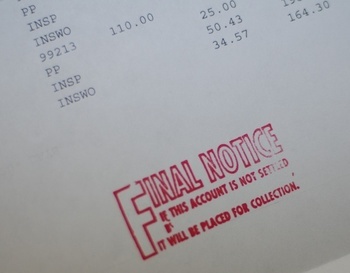 PP
INSP
INSWO
99213 110.00 25.00
PP 50.43
INSP 34.57 164.30
INSWO
FINAL NOTICE
IF THIS ACCOUNT IS NOT SETTLED
BY
IT WILL BE PLACED FOR COLLECTION.